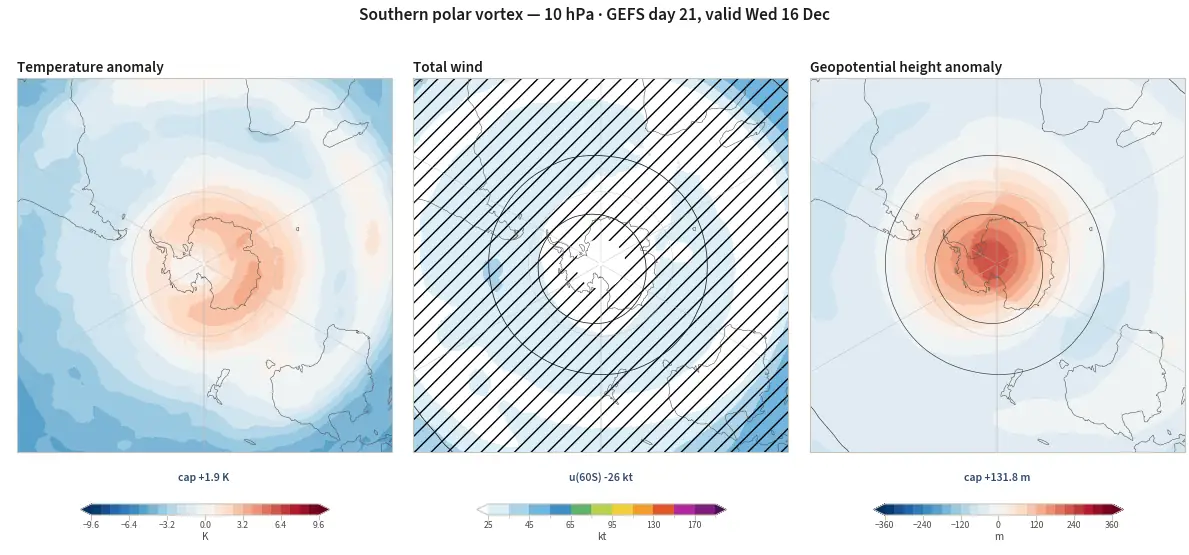 Southern polar vortex — 10 hPa · GEFS day 21, valid Wed 16 Dec
Temperature anomaly
Total wind
Geopotential height anomaly
cap +1.9 K
u(60S) -26 kt
cap +131.8 m
−9.6 −6.4 −3.2 0.0 3.2 6.4 9.6
K
25 45 65 95 130 170
kt
−360 −240 −120 0 120 240 360
m